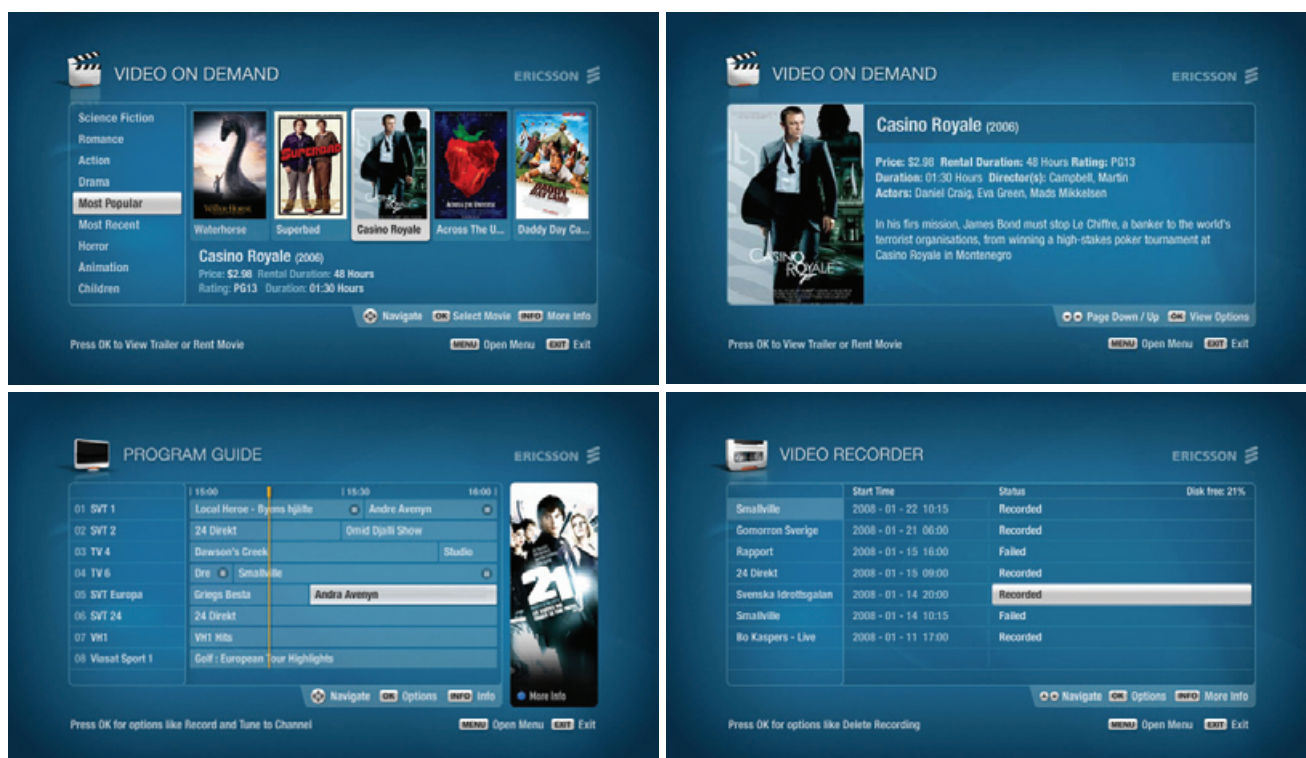 VIDEO ON DEMAND
ERICSSON
Science Fiction
Romance
Action
Drama
Most Popular
Most Recent
Horror
Animation
Children
SUPERBAD
CASINO ROYALE
ACROSS THE UNIVERSE
DADDY DAY CAMP
Waterhorse
Superbad
Casino Royale
Across The U...
Daddy Day Ca...
Casino Royale (2006)
Price: $2.98 Rental Duration: 48 Hours
Rating: PG13 Duration: 01:30 Hours
Navigate OK Select Movie INFO More Info
Press OK to View Trailer or Rent Movie
MENU Open Menu EXIT Exit
VIDEO ON DEMAND
ERICSSON
CASINO
ROYALE
Casino Royale (2006)
Price: $2.98 Rental Duration: 48 Hours Rating: PG13
Duration: 01:30 Hours Director(s): Campbell, Martin
Actors: Daniel Craig, Eva Green, Mads Mikkelsen
In his firs mission, James Bond must stop Le Chiffre, a banker to the world's
terrorist organisations, from winning a high-stakes poker tournament at
Casino Royale in Montenegro
Page Down / Up OK View Options
Press OK to View Trailer or Rent Movie
MENU Open Menu EXIT Exit
PROGRAM GUIDE
ERICSSON
15:00 15:30 16:00
01 SVT 1 Local Heroe - Byens hjälte Andre Avenyn
02 SVT 2 24 Direkt Omid Djalli Show
03 TV 4 Dawson's Creek Studio
04 TV 6 Dre Smallville
05 SVT Europa Griegs Besta Andra Avenyn
06 SVT 24 24 Direkt
07 VH1 VH1 Hits
08 Viasat Sport 1 Golf : European Tour Highlights
21
More Info
Navigate OK Options INFO Info
Press OK for options like Record and Tune to Channel
MENU Open Menu EXIT Exit
VIDEO RECORDER
ERICSSON
Start Time Status Disk free: 21%
Smallville 2008 - 01 - 22 10:15 Recorded
Gomorron Sverige 2008 - 01 - 21 06:00 Recorded
Rapport 2008 - 01 - 15 16:00 Failed
24 Direkt 2008 - 01 - 15 09:00 Recorded
Svenska Idrottsgalan 2008 - 01 - 14 20:00 Recorded
Smallville 2008 - 01 - 14 10:15 Failed
Bo Kaspers - Live 2008 - 01 - 11 17:00 Recorded
Navigate OK Options INFO More Info
Press OK for options like Delete Recording
MENU Open Menu EXIT Exit